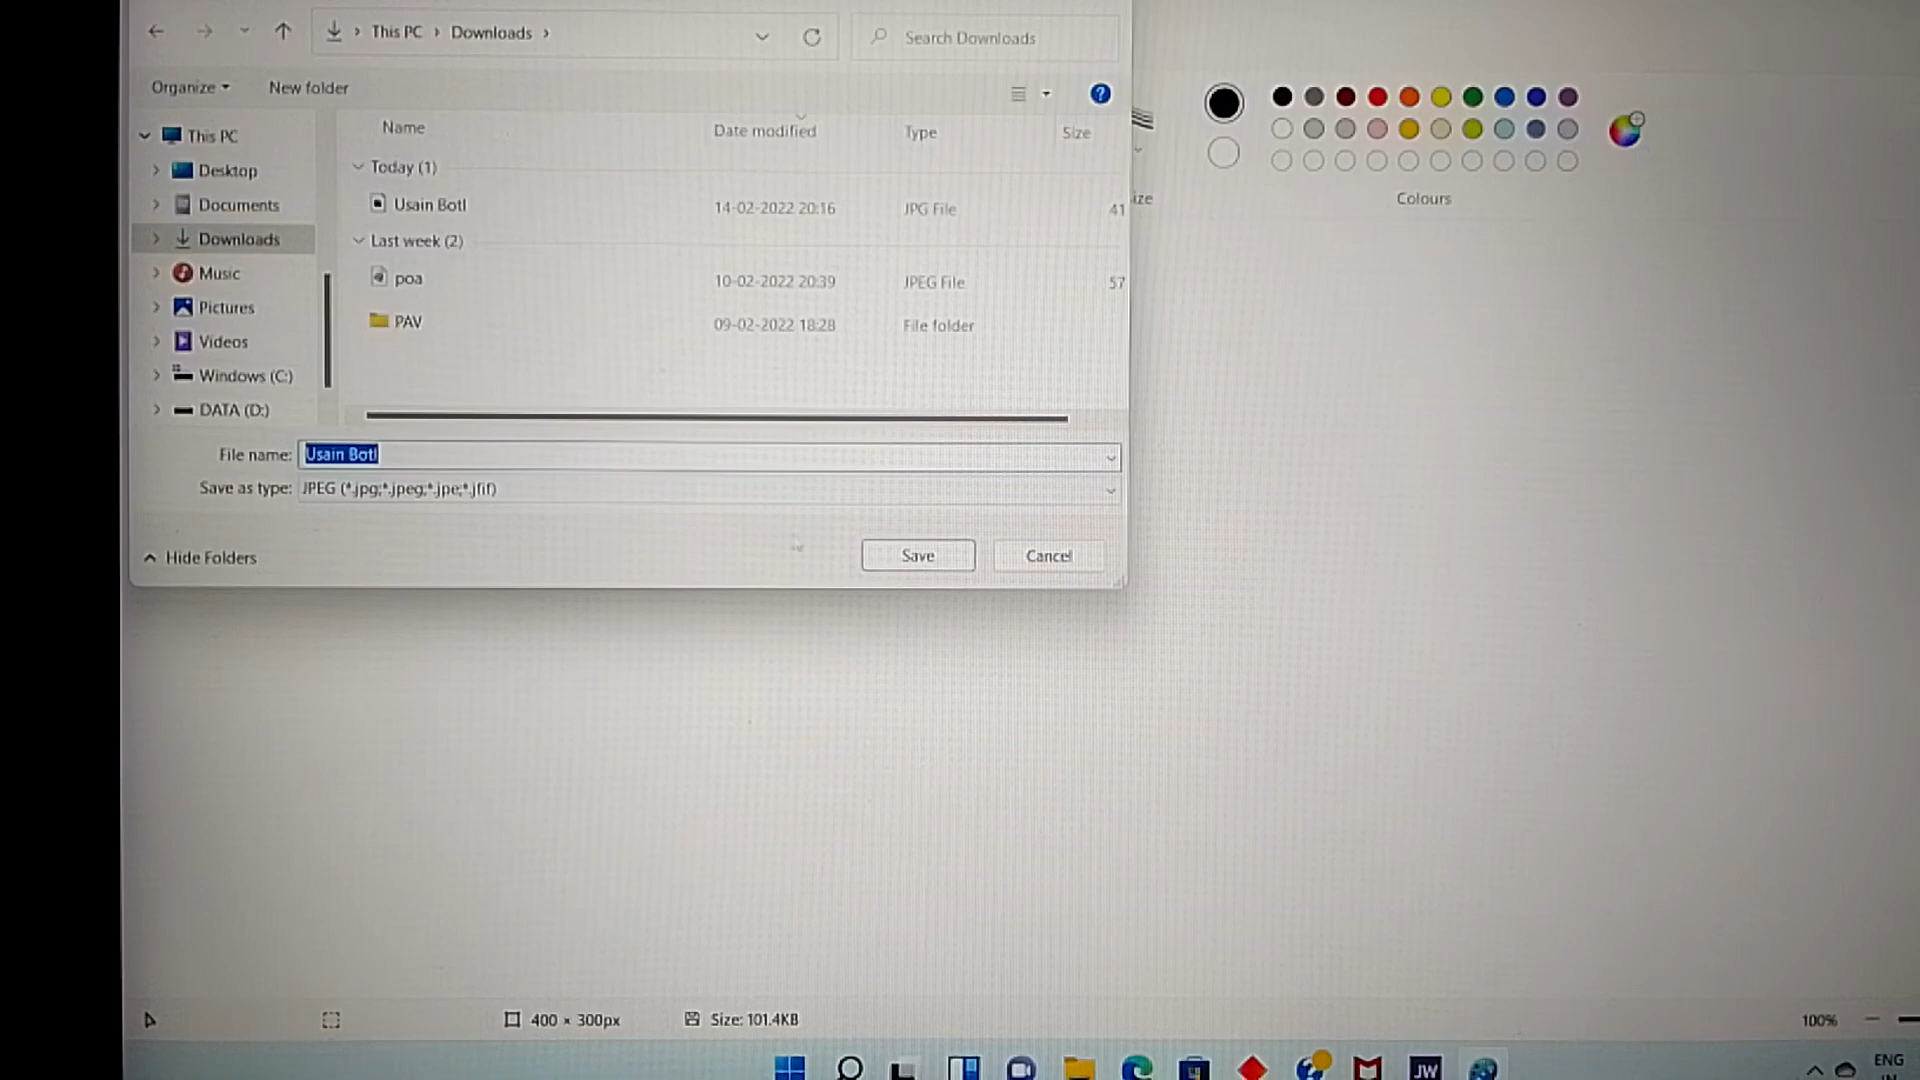 This PC > Downloads >
Search Downloads
Organize
New folder
Name
Date modified
Type
Size
This PC
Desktop
Documents
Downloads
Music
Pictures
Videos
Windows (C:)
DATA (D:)
Today (1)
Usain Botl
14-02-2022 20:16
JPG File
41
Last week (2)
poa
10-02-2022 20:39
JPEG File
57
PAV
09-02-2022 18:28
File folder
File name: Usain Botl
Save as type: JPEG (*.jpg;*.jpeg;*.jpe;*.jfif)
Hide Folders
Save
Cancel
ize
Colours
400 × 300px
Size: 101.4KB
100%
JW
ENG